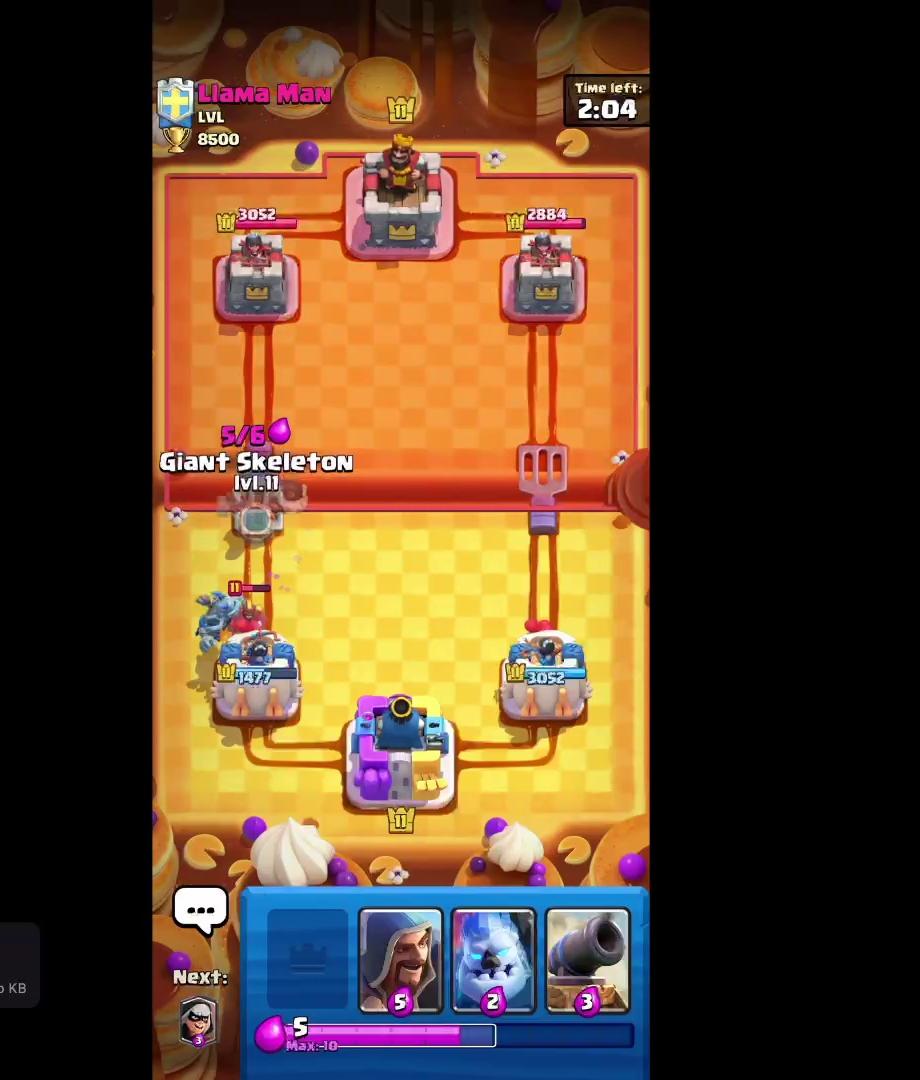 Llama Man
LVL
8500
11
Time left:
2:04
3052
2884
5/6
Giant Skeleton
lvl.11
11
1477
3052
11
...
Next:
3
5
2
3
5
Max:10
KB